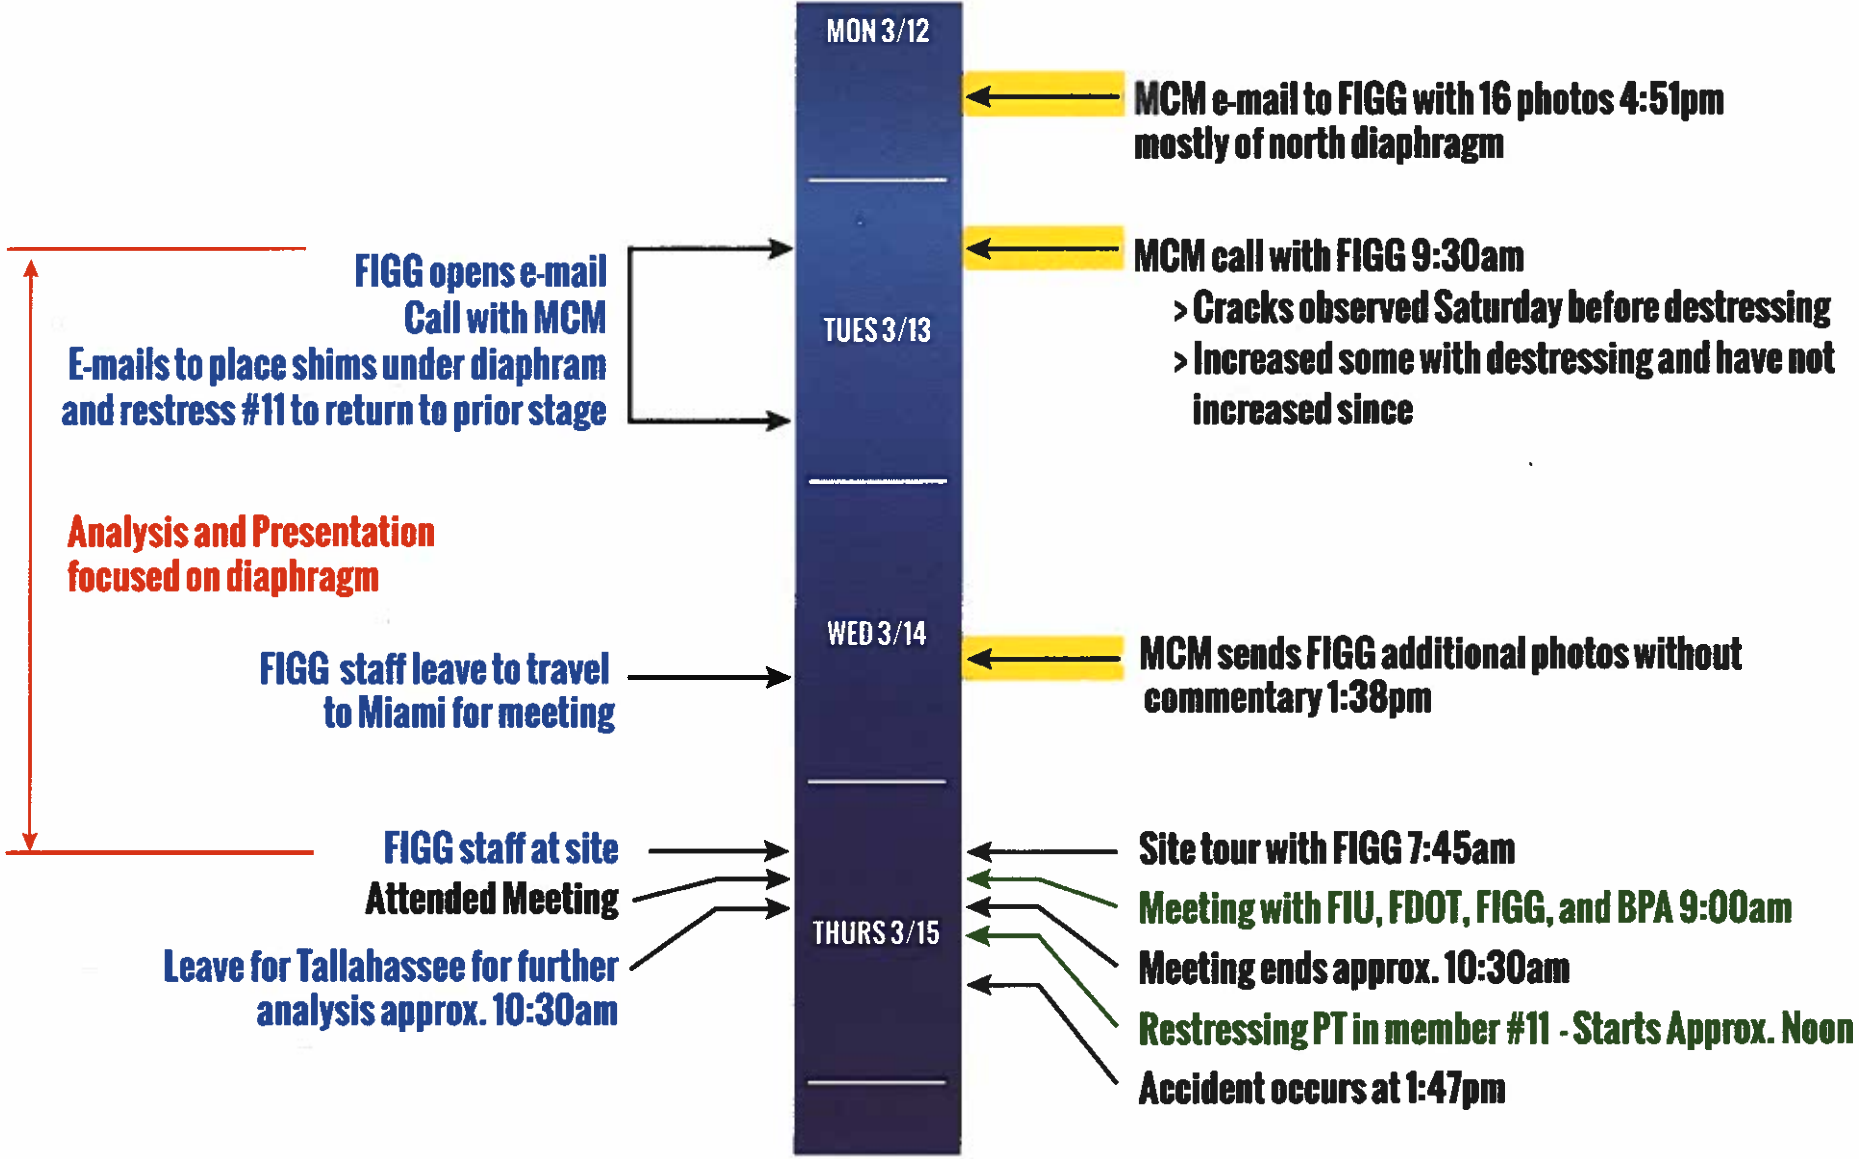 MON 3/12
MCM e-mail to FIGG with 16 photos 4:51pm
mostly of north diaphragm
FIGG opens e-mail
Call with MCM
E-mails to place shims under diaphram
and restress #11 to return to prior stage
TUES 3/13
MCM call with FIGG 9:30am
> Cracks observed Saturday before destressing
> Increased some with destressing and have not
increased since
Analysis and Presentation
focused on diaphragm
WED 3/14
FIGG staff leave to travel
to Miami for meeting
MCM sends FIGG additional photos without
commentary 1:38pm
FIGG staff at site
Attended Meeting
Leave for Tallahassee for further
analysis approx. 10:30am
THURS 3/15
Site tour with FIGG 7:45am
Meeting with FIU, FDOT, FIGG, and BPA 9:00am
Meeting ends approx. 10:30am
Restressing PT in member #11 - Starts Approx. Noon
Accident occurs at 1:47pm